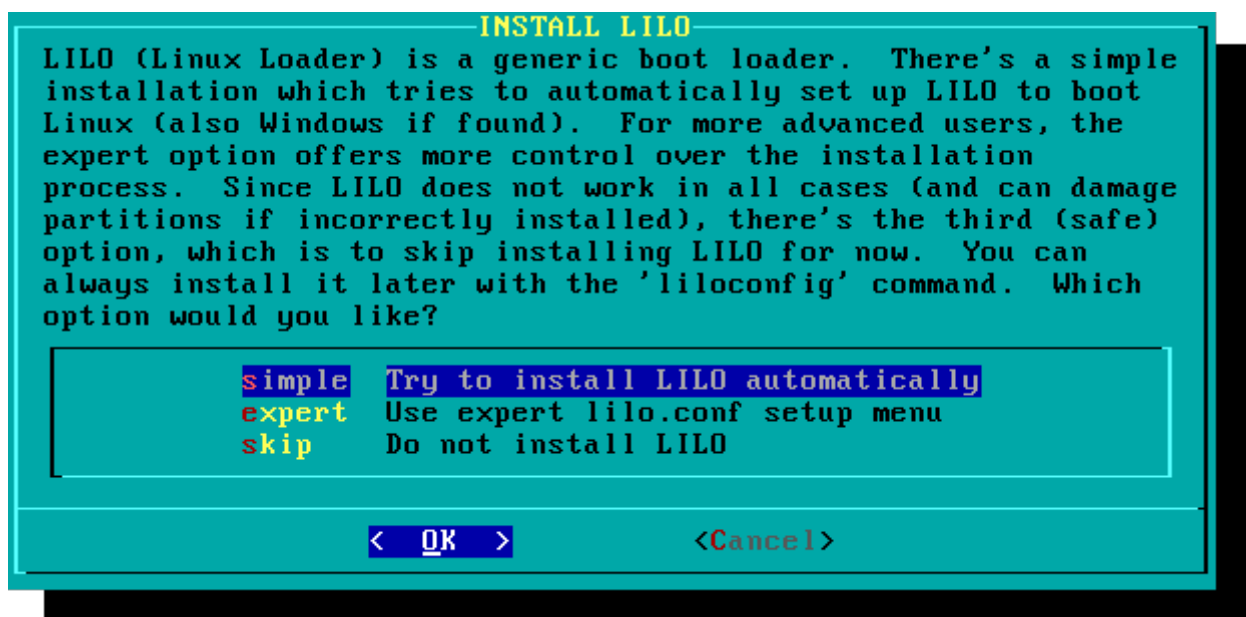 INSTALL LILO
LILO (Linux Loader) is a generic boot loader.  There's a simple
installation which tries to automatically set up LILO to boot
Linux (also Windows if found).  For more advanced users, the
expert option offers more control over the installation
process.  Since LILO does not work in all cases (and can damage
partitions if incorrectly installed), there's the third (safe)
option, which is to skip installing LILO for now.  You can
always install it later with the 'liloconfig' command.  Which
option would you like?
simple  Try to install LILO automatically
expert  Use expert lilo.conf setup menu
skip    Do not install LILO
<  OK  >          <Cancel>